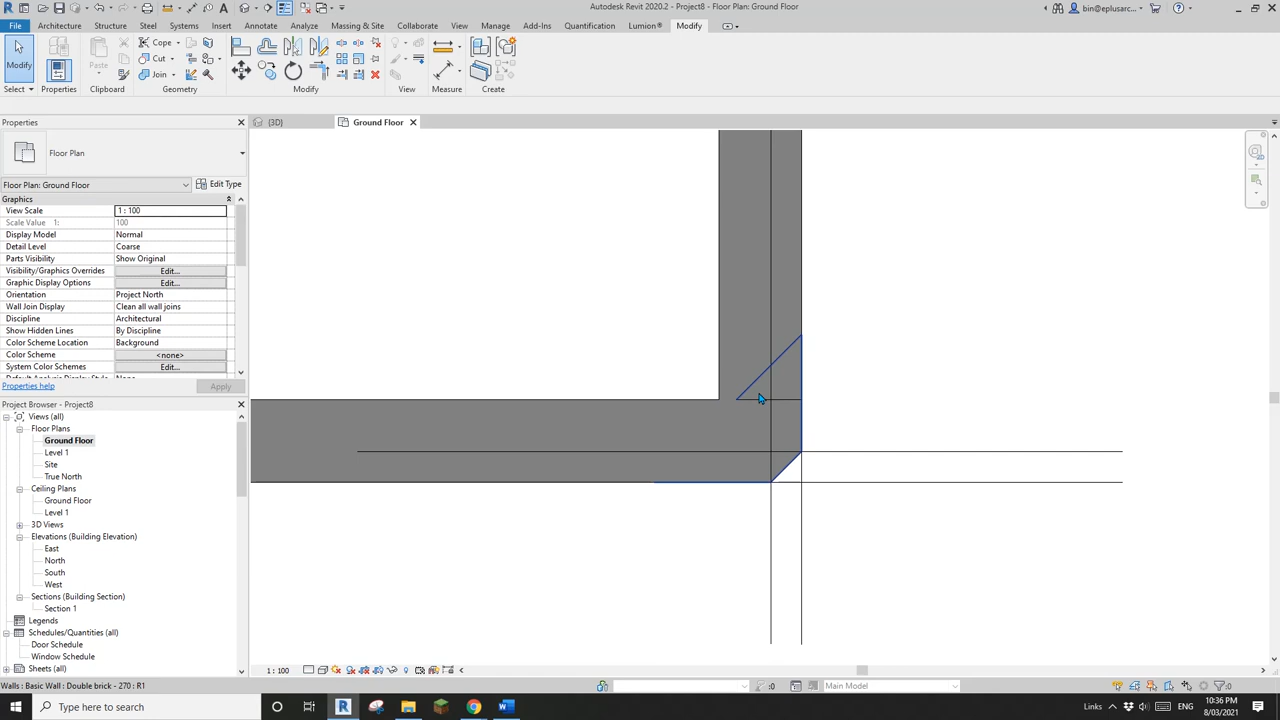 Autodesk Revit 2020.2 - Project8 - Floor Plan: Ground Floor
bin@eplusarc...
File Architecture Structure Steel Systems Insert Annotate Analyze Massing & Site Collaborate View Manage Add-Ins Quantification Lumion® Modify
Modify Paste Cope Cut Join
Select Properties Clipboard Geometry Modify View Measure Create
Properties
{3D} Ground Floor
Floor Plan
Floor Plan: Ground Floor Edit Type
Graphics
View Scale 1 : 100
Scale Value 1: 100
Display Model Normal
Detail Level Coarse
Parts Visibility Show Original
Visibility/Graphics Overrides Edit...
Graphic Display Options Edit...
Orientation Project North
Wall Join Display Clean all wall joins
Discipline Architectural
Show Hidden Lines By Discipline
Color Scheme Location Background
Color Scheme <none>
System Color Schemes Edit...
Properties help Apply
Project Browser - Project8
Views (all)
Floor Plans
Ground Floor
Level 1
Site
True North
Ceiling Plans
Ground Floor
Level 1
3D Views
Elevations (Building Elevation)
East
North
South
West
Sections (Building Section)
Section 1
Legends
Schedules/Quantities (all)
Door Schedule
Window Schedule
Sheets (all)
1 : 100
Walls : Basic Wall : Double brick - 270 : R1
:0 Main Model :0
Type here to search
Links
ENG
10:36 PM
8/03/2021